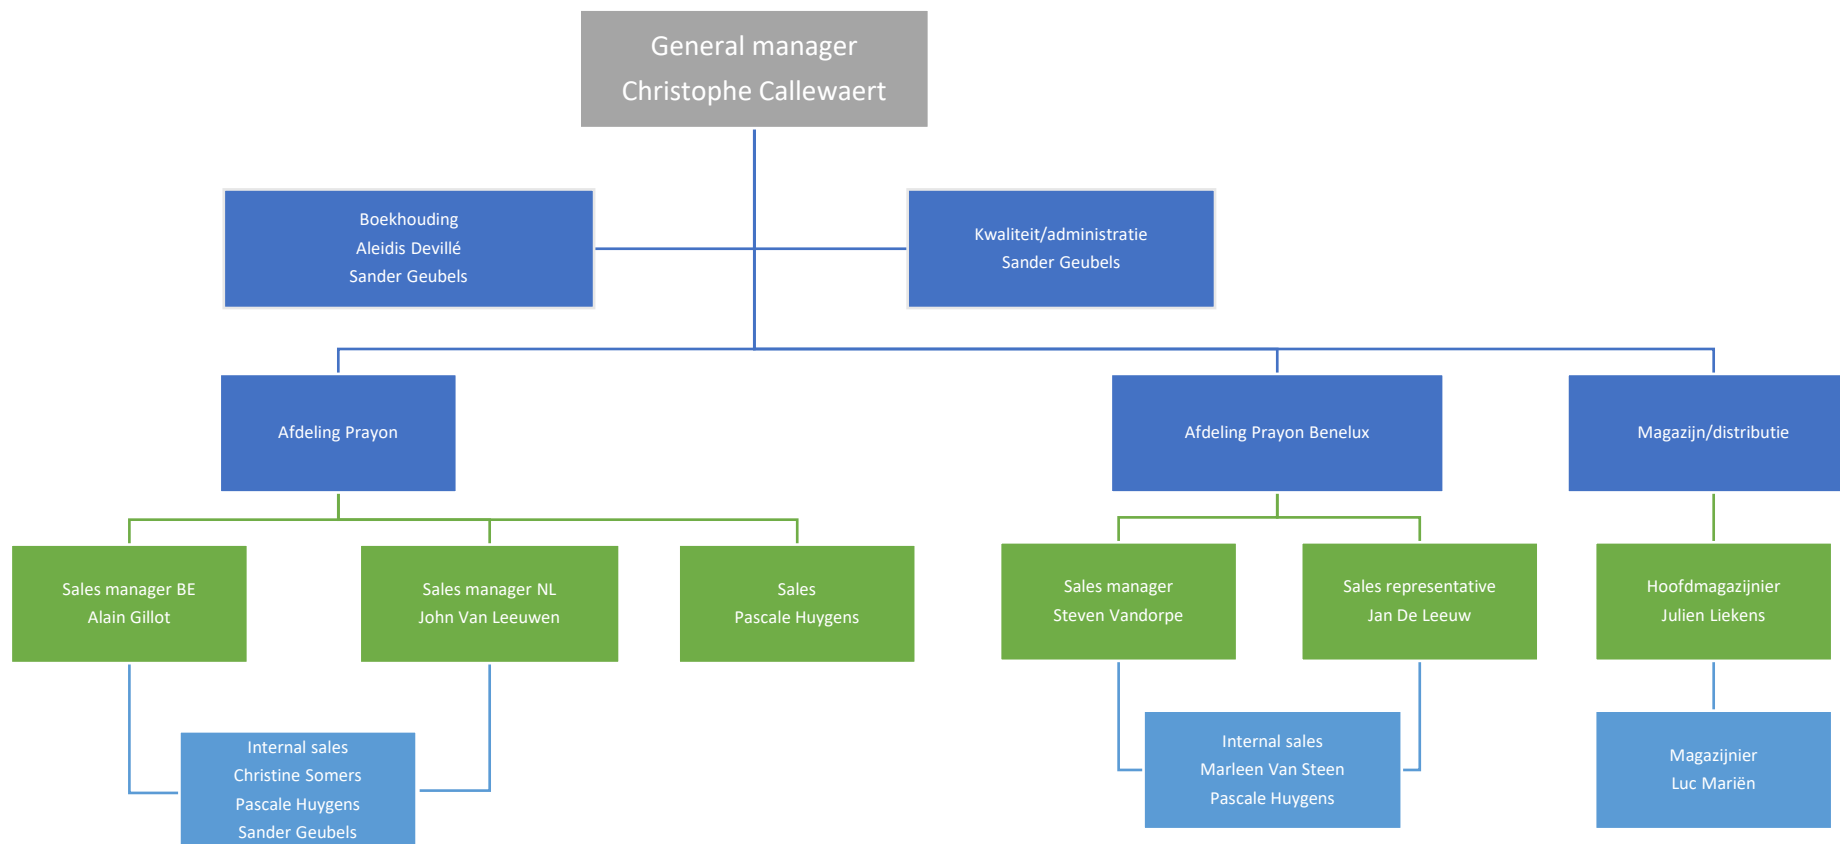 General manager
Christophe Callewaert
Boekhouding
Aleidis Devillé
Sander Geubels
Kwaliteit/administratie
Sander Geubels
Afdeling Prayon
Afdeling Prayon Benelux
Magazijn/distributie
Sales manager BE
Alain Gillot
Sales manager NL
John Van Leeuwen
Sales
Pascale Huygens
Sales manager
Steven Vandorpe
Sales representative
Jan De Leeuw
Hoofdmagazijnier
Julien Liekens
Internal sales
Christine Somers
Pascale Huygens
Sander Geubels
Internal sales
Marleen Van Steen
Pascale Huygens
Magazijnier
Luc Mariën